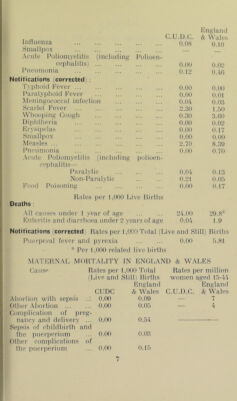 England
C.U.D.C. & Wales
Influenza ... 0.08 0.10
Smallpox ... — —
Acute Poliomyelitis (including Polioen-
cephalitis) ... 0.00 0.02
Pneumonia ... 0.12 0.46
Notifications (corrected):
Typhoid Fever ... 0.00 0.00
Paratyphoid Fever ... 0.00 0.01
Meningococcal infection ... 0.04 0.03
Scarlet Fever ... 2.30 1.50
Whooping Cough ... 0.30 3.60
Diphtheria ... 0.00 0.02
Erysipelas ... 0.00 0.17
Smallpox ... 0.00 0.00
Measles ... 2.70 8.39
Pneumonia ... 0.00 0.70
Acute Poliomyelitis (including polioen-
cephalitis—
Paralytic ... 0.04 0.13
Non-Paralytic ... 0.21 0.05
Food Poisoning ... 0.00 0.17
Rates per 1,000 Live Births
Deaths:
All causes under 1 year of age 24.00 29.8*
Enteritis and diarrhoea under 2 years of age 0.04 1.9
Notifications (corrected) Rates per 1,000 Total (Live and Still) Births
Puerperal fever and pyrexia 0.00 5.81
* Per 1,000 related live births
MATERNAL MORTALITY IN ENGLAND & WALES
Cause Rates per 1,000 Total Rates per million
(Live and Still) Births women aged 15-45
England England
CUDC & Wales C.U.D.C. & Wales
Abortion with sepsis ... 0.00 0.09 — 7
Other Abortion ... 0.00 0.05 — 4
Complication of preg-
nancy and delivery ... 0.00 0.54
Sepsis of childbirth and
the puerperium ... 0.00 0.03
Other complications of
the puerperium ... 0.00 0.15
7